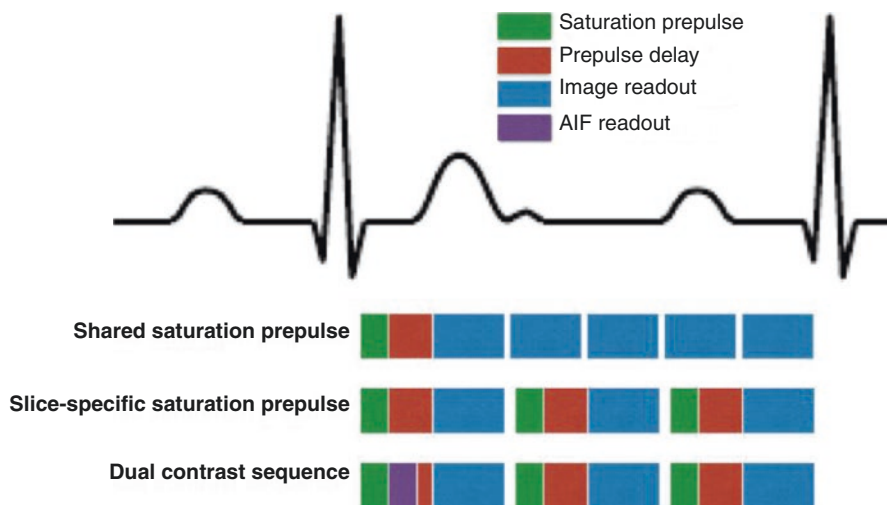 Saturation prepulse
Prepulse delay
Image readout
AIF readout
Shared saturation prepulse
Slice-specific saturation prepulse
Dual contrast sequence